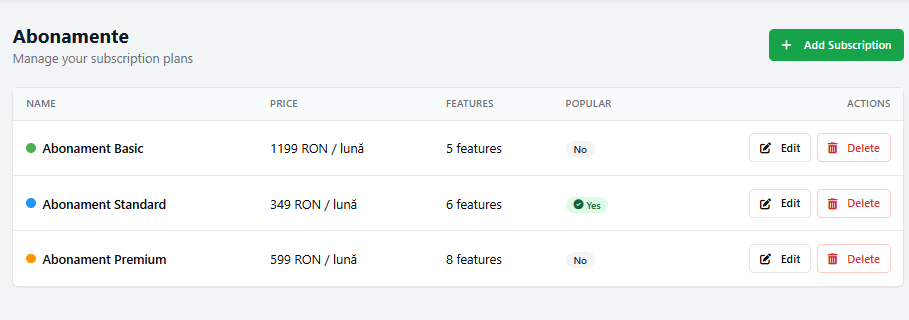 Abonamente
Manage your subscription plans
Add Subscription
NAME PRICE FEATURES POPULAR ACTIONS
Abonament Basic 1199 RON / lună 5 features No Edit Delete
Abonament Standard 349 RON / lună 6 features Yes Edit Delete
Abonament Premium 599 RON / lună 8 features No Edit Delete